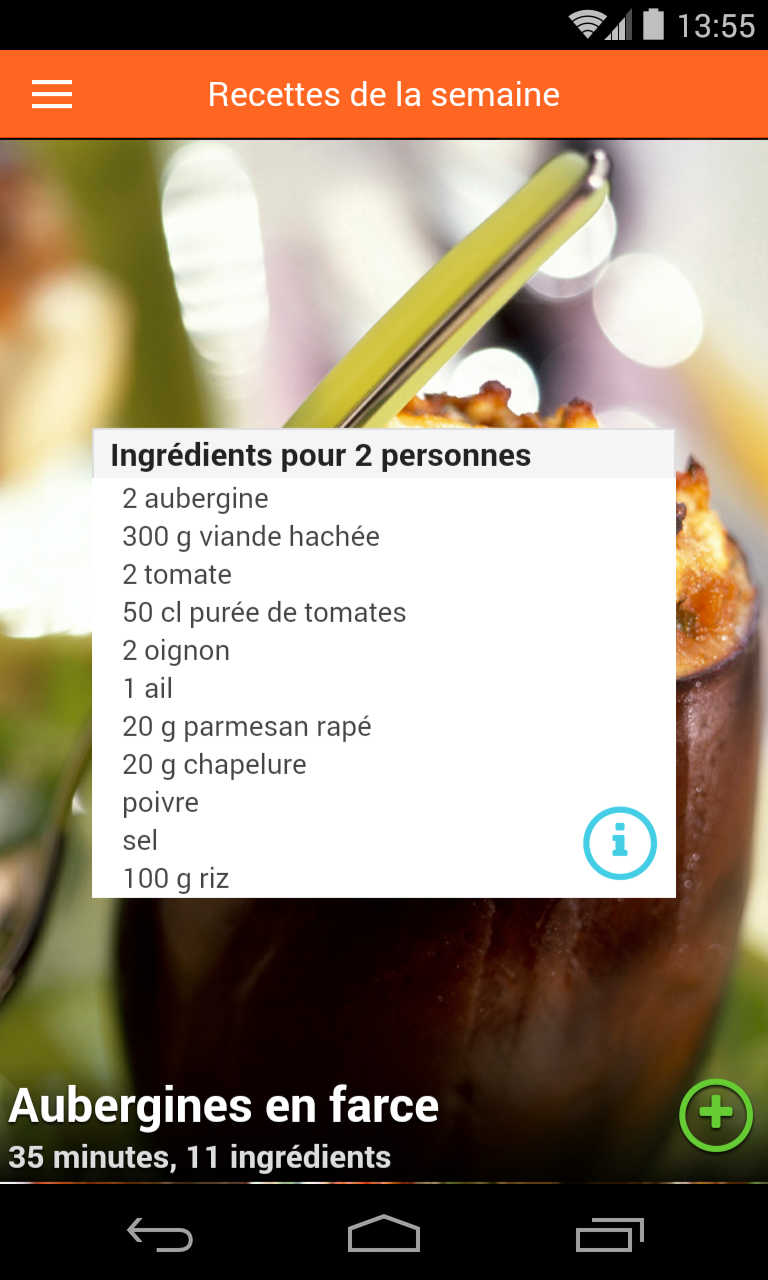 13:55
Recettes de la semaine
Ingrédients pour 2 personnes
2 aubergine
300 g viande hachée
2 tomate
50 cl purée de tomates
2 oignon
1 ail
20 g parmesan rapé
20 g chapelure
poivre
sel
100 g riz
Aubergines en farce
35 minutes, 11 ingrédients